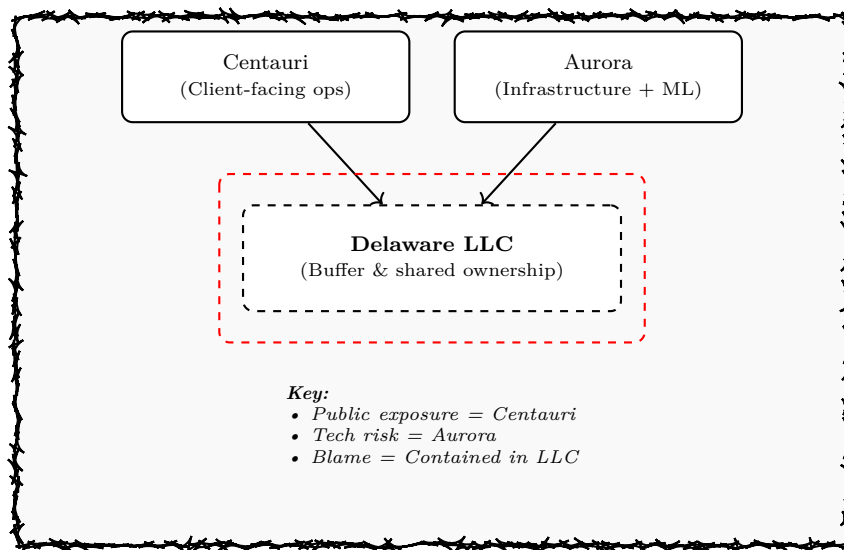 Centauri
(Client-facing ops)
Aurora
(Infrastructure + ML)
Delaware LLC
(Buffer & shared ownership)
Key:
• Public exposure = Centauri
• Tech risk = Aurora
• Blame = Contained in LLC